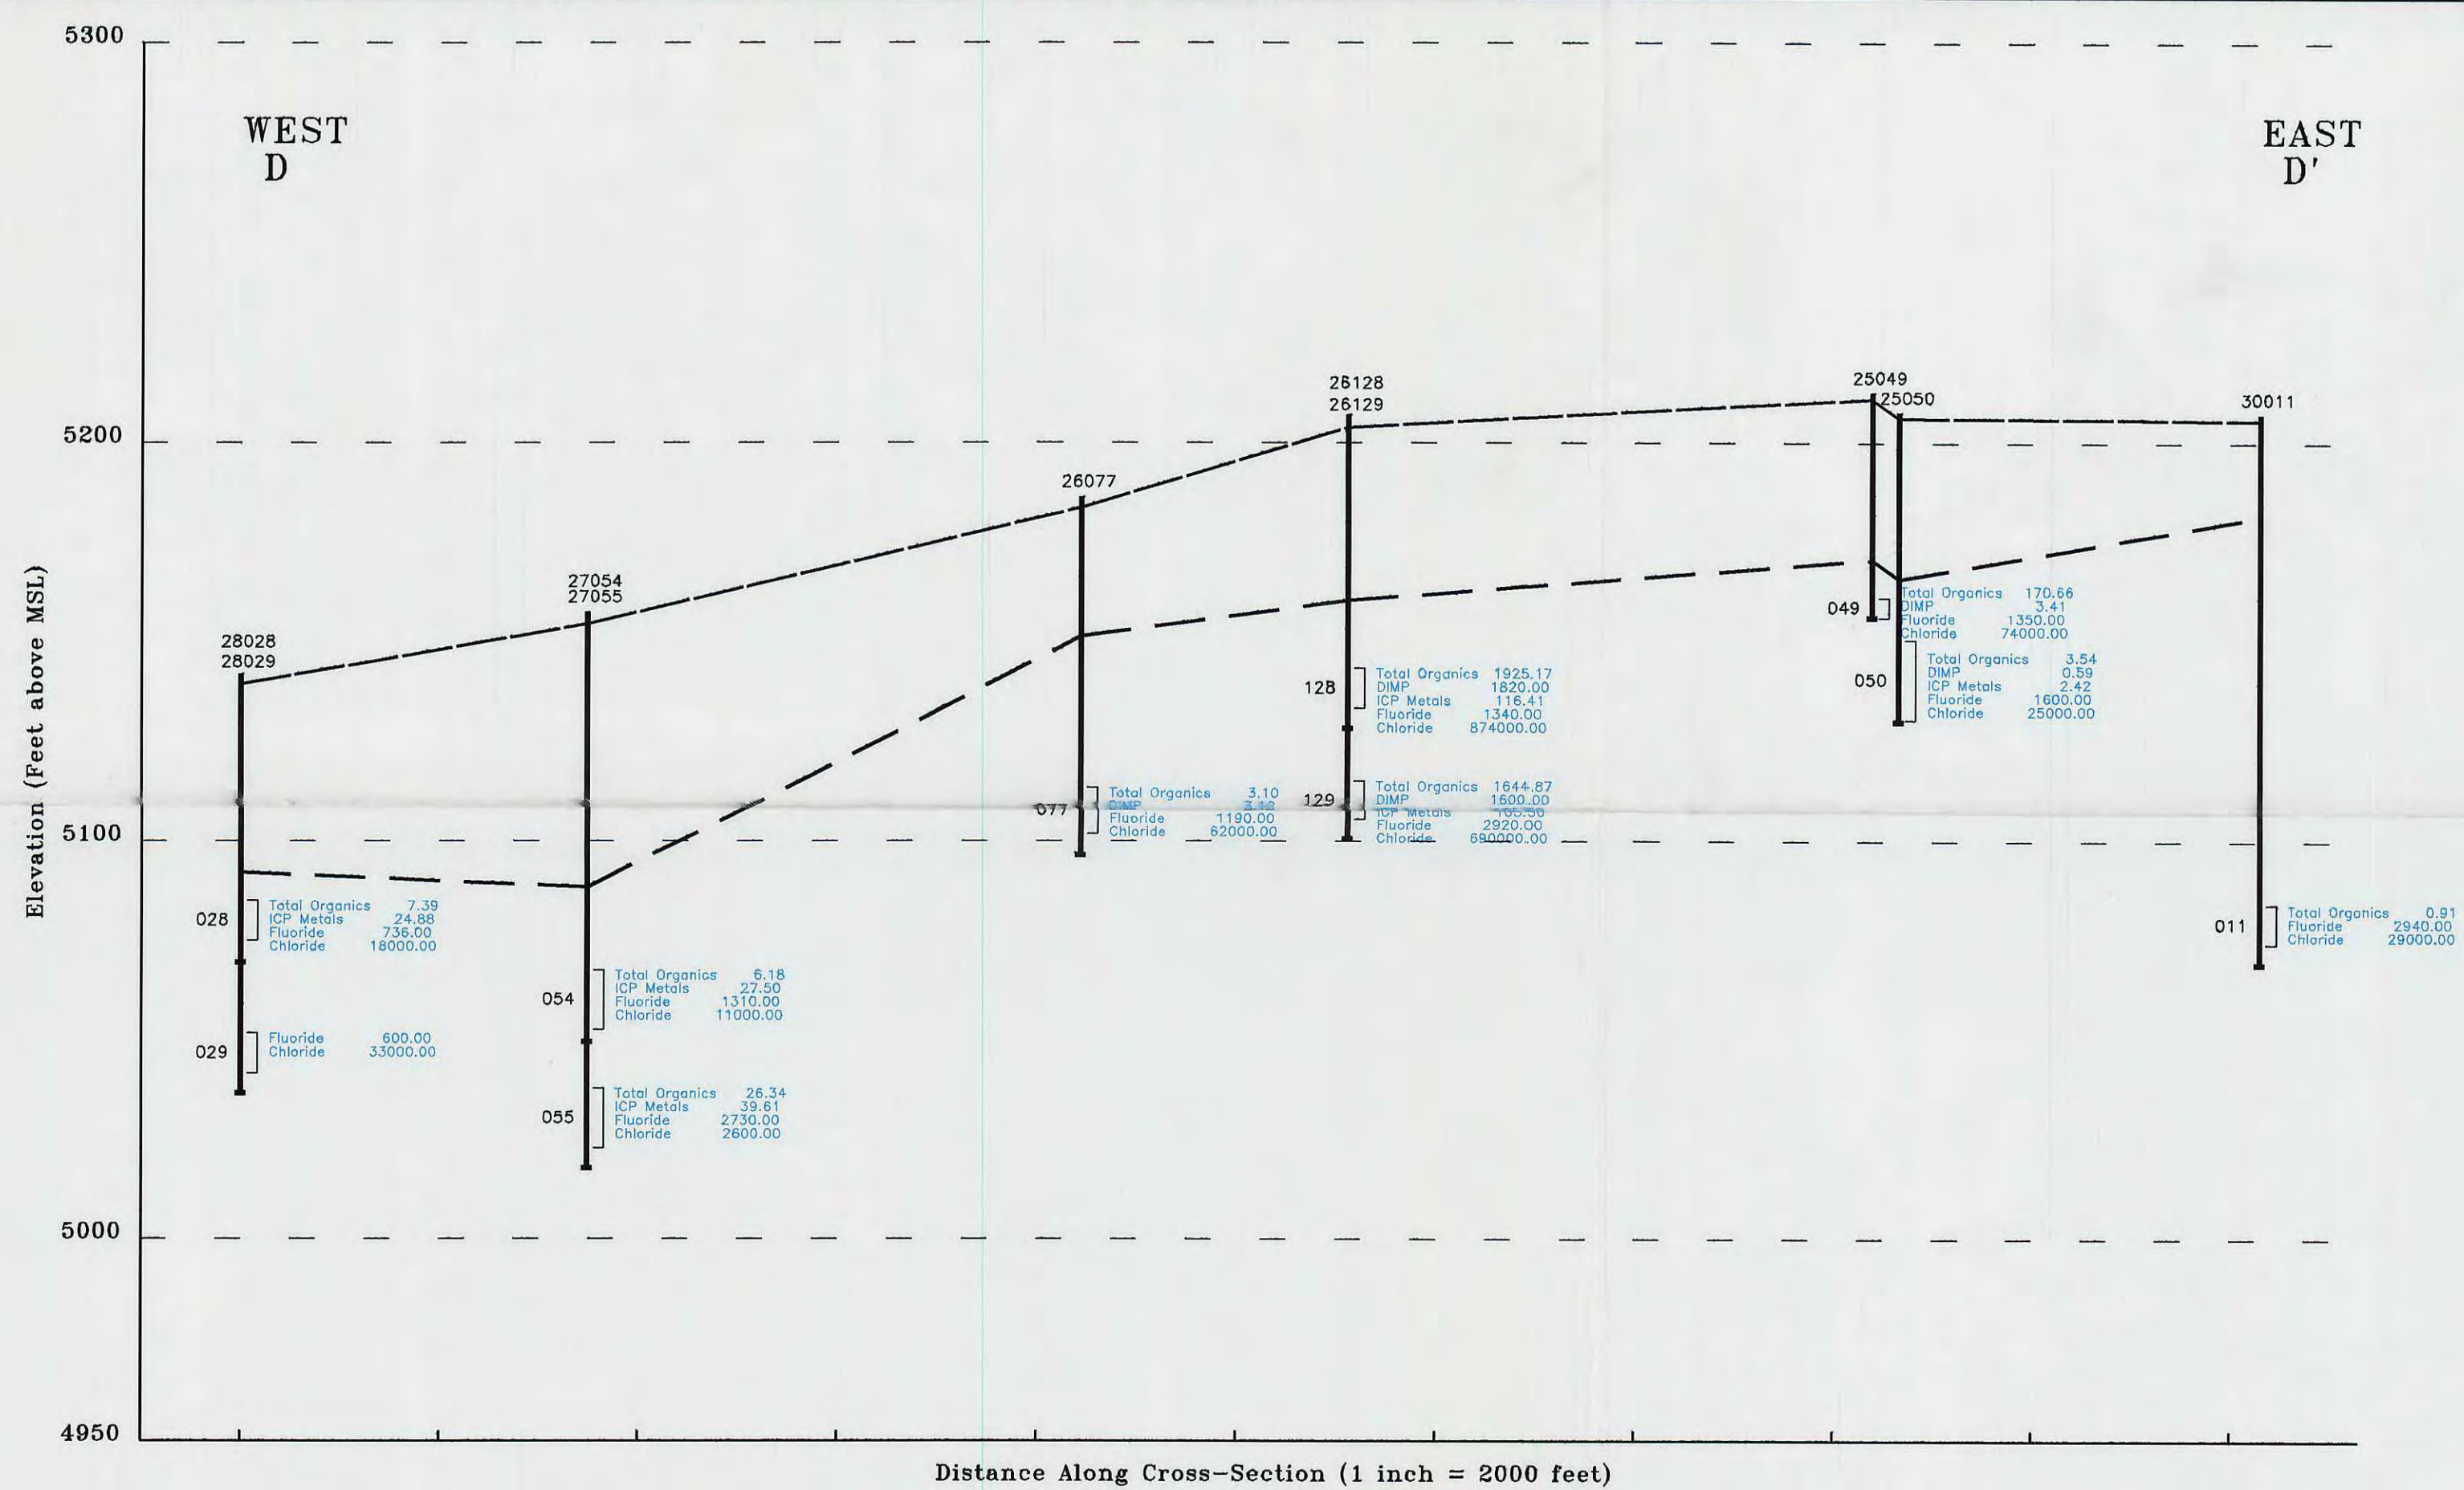 5300
WEST
D
EAST
D'
26128
26129
25049
25050
30011
5200
26077
27054
27055
28028
28029
Elevation (Feet above MSL)
049
Total Organics 170.66
DIMP 3.41
Fluoride 1350.00
Chloride 74000.00
050
Total Organics 3.54
DIMP 0.59
ICP Metals 2.42
Fluoride 1600.00
Chloride 25000.00
128
Total Organics 1925.17
DIMP 1820.00
ICP Metals 116.41
Fluoride 1340.00
Chloride 874000.00
077
Total Organics 3.10
DIMP
Fluoride 1190.00
Chloride 62000.00
129
Total Organics 1644.87
DIMP 1600.00
ICP Metals
Fluoride 2920.00
Chloride 690000.00
5100
028
Total Organics 7.39
ICP Metals 24.88
Fluoride 736.00
Chloride 18000.00
011
Total Organics 0.91
Fluoride 2940.00
Chloride 29000.00
054
Total Organics 6.18
ICP Metals 27.50
Fluoride 1310.00
Chloride 11000.00
029
Fluoride 600.00
Chloride 33000.00
055
Total Organics 26.34
ICP Metals 39.61
Fluoride 2730.00
Chloride 2600.00
5000
4950
Distance Along Cross-Section (1 inch = 2000 feet)